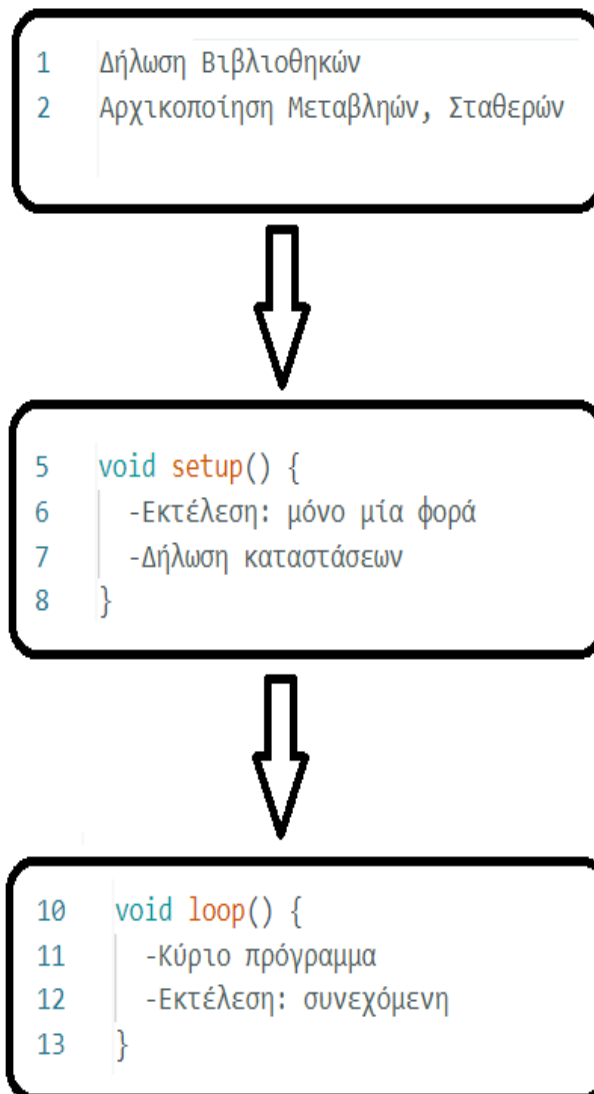 1 Δήλωση Βιβλιοθηκών
2 Αρχικοποίηση Μεταβληών, Σταθερών
5 void setup() {
6 -Εκτέλεση: μόνο μία φορά
7 -Δήλωση καταστάσεων
8 }
10 void loop() {
11 -Κύριο πρόγραμμα
12 -Εκτέλεση: συνεχόμενη
13 }